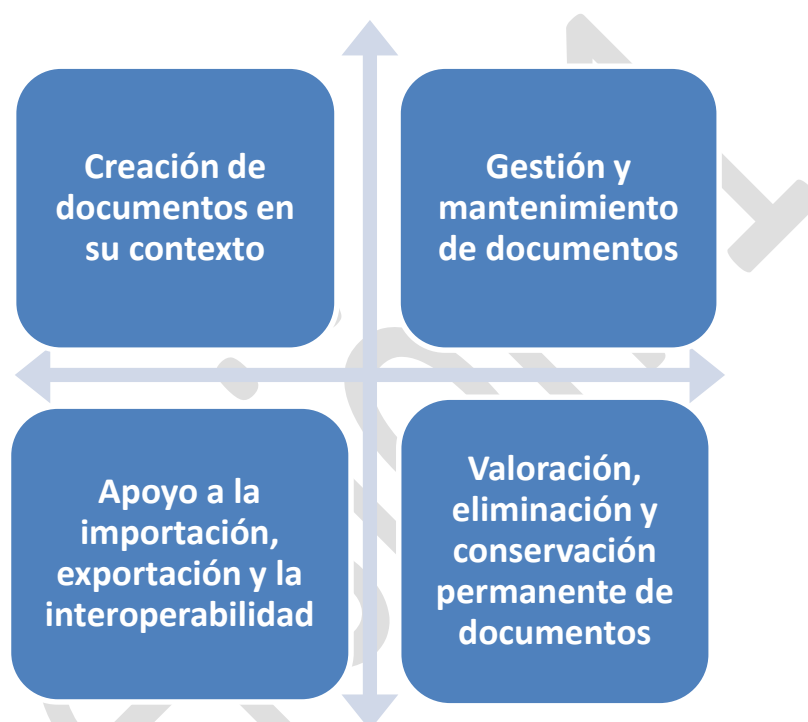 Creación de
documentos en
su contexto
Gestión y
mantenimiento
de documentos
Apoyo a la
importación,
exportación y la
interoperabilidad
Valoración,
eliminación y
conservación
permanente de
documentos